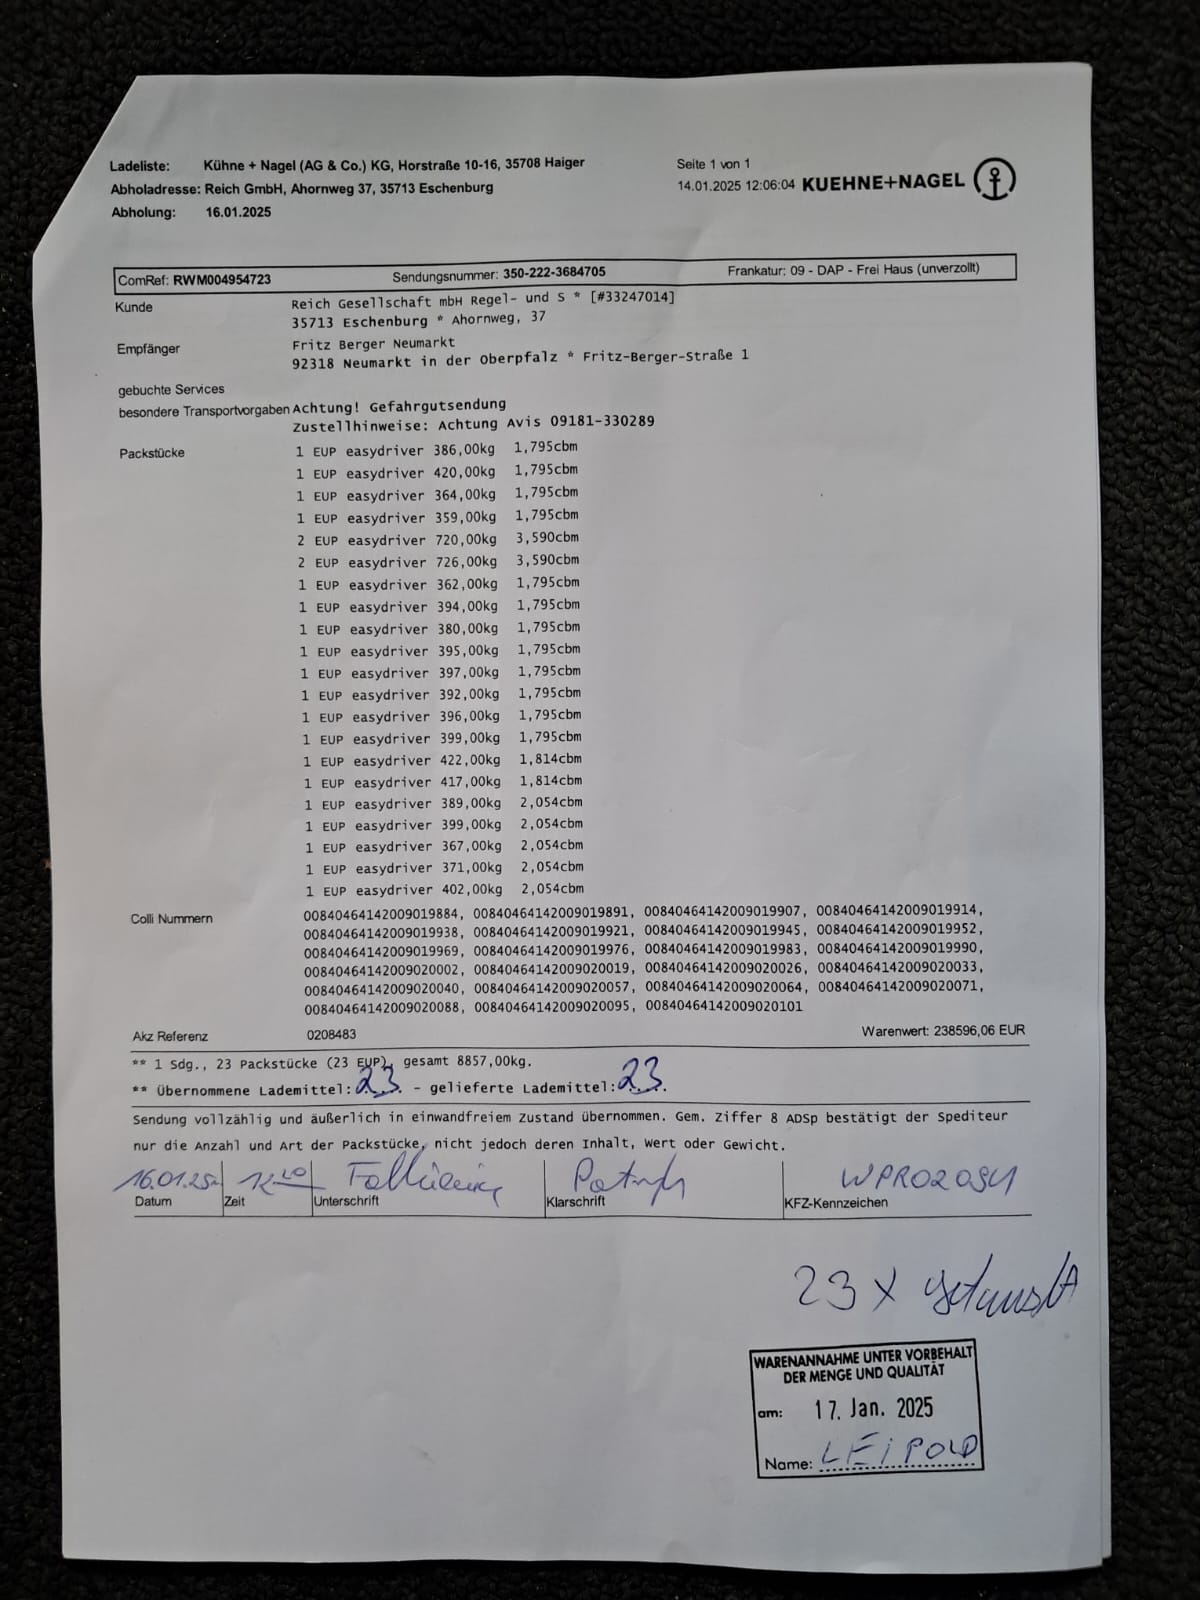 Ladeliste: Kühne + Nagel (AG & Co.) KG, Horstraße 10-16, 35708 Haiger
Seite 1 von 1
Abholadresse: Reich GmbH, Ahornweg 37, 35713 Eschenburg
14.01.2025 12:06:04 KUEHNE+NAGEL
Abholung: 16.01.2025
ComRef: RWM004954723 Sendungsnummer: 350-222-3684705 Frankatur: 09 - DAP - Frei Haus (unverzollt)
Kunde Reich Gesellschaft mbH Regel- und S * [#33247014]
35713 Eschenburg * Ahornweg, 37
Empfänger Fritz Berger Neumarkt
92318 Neumarkt in der Oberpfalz * Fritz-Berger-Straße 1
gebuchte Services
besondere Transportvorgaben Achtung! Gefahrgutsendung
Zustellhinweise: Achtung Avis 09181-330289
Packstücke 1 EUP easydriver 386,00kg 1,795cbm
1 EUP easydriver 420,00kg 1,795cbm
1 EUP easydriver 364,00kg 1,795cbm
1 EUP easydriver 359,00kg 1,795cbm
2 EUP easydriver 720,00kg 3,590cbm
2 EUP easydriver 726,00kg 3,590cbm
1 EUP easydriver 362,00kg 1,795cbm
1 EUP easydriver 394,00kg 1,795cbm
1 EUP easydriver 380,00kg 1,795cbm
1 EUP easydriver 395,00kg 1,795cbm
1 EUP easydriver 397,00kg 1,795cbm
1 EUP easydriver 392,00kg 1,795cbm
1 EUP easydriver 396,00kg 1,795cbm
1 EUP easydriver 399,00kg 1,795cbm
1 EUP easydriver 422,00kg 1,814cbm
1 EUP easydriver 417,00kg 1,814cbm
1 EUP easydriver 389,00kg 2,054cbm
1 EUP easydriver 399,00kg 2,054cbm
1 EUP easydriver 367,00kg 2,054cbm
1 EUP easydriver 371,00kg 2,054cbm
1 EUP easydriver 402,00kg 2,054cbm
Colli Nummern 00840464142009019884, 00840464142009019891, 00840464142009019907, 00840464142009019914,
00840464142009019938, 00840464142009019921, 00840464142009019945, 00840464142009019952,
00840464142009019969, 00840464142009019976, 00840464142009019983, 00840464142009019990,
00840464142009020002, 00840464142009020019, 00840464142009020026, 00840464142009020033,
00840464142009020040, 00840464142009020057, 00840464142009020064, 00840464142009020071,
00840464142009020088, 00840464142009020095, 00840464142009020101
Akz Referenz 0208483 Warenwert: 238596,06 EUR
** 1 Sdg., 23 Packstücke (23 EUP), gesamt 8857,00kg.
** Übernommene Lademittel: 23 - gelieferte Lademittel: 23
Sendung vollzählig und äußerlich in einwandfreiem Zustand übernommen. Gem. Ziffer 8 ADSp bestätigt der Spediteur
nur die Anzahl und Art der Packstücke, nicht jedoch deren Inhalt, Wert oder Gewicht.
16.01.25
Datum Zeit Unterschrift Klarschrift KFZ-Kennzeichen
23 X
WARENANNAHME UNTER VORBEHALT
DER MENGE UND QUALITÄT
am: 17. Jan. 2025
Name: LEIPOLD